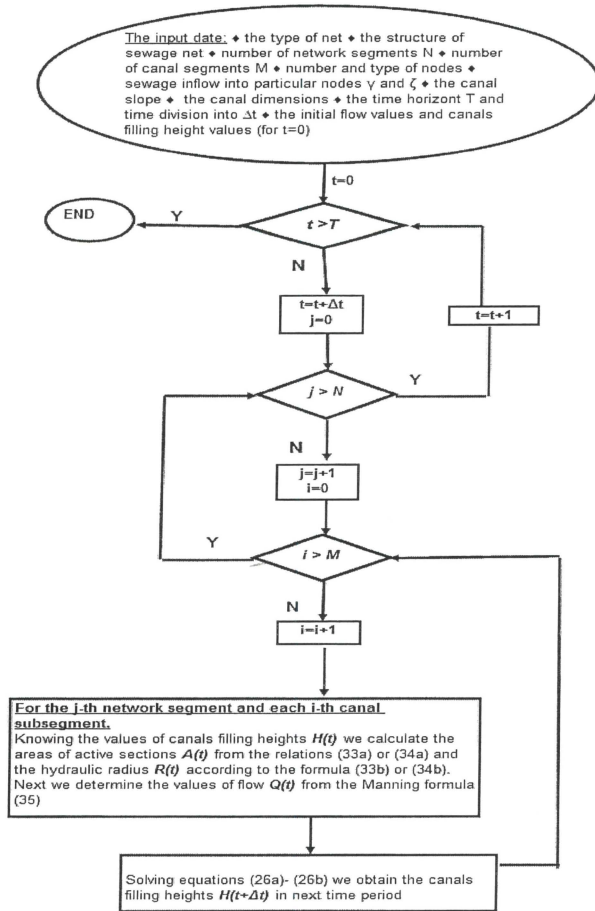 The input date: ♦ the type of net ♦ the structure of
sewage net ♦ number of network segments N ♦ number
of canal segments M ♦ number and type of nodes ♦
sewage inflow into particular nodes γ and ζ ♦ the canal
slope ♦ the canal dimensions ♦ the time horizont T and
time division into Δt ♦ the initial flow values and canals
filling height values (for t=0)
t=0
END
Y
t >T
N
t=t+Δt
j=0
t=t+1
j > N
Y
N
j=j+1
i=0
Y
i > M
N
i=i+1
For the j-th network segment and each i-th canal
subsegment.
Knowing the values of canals filling heights H(t) we calculate the
areas of active sections A(t) from the relations (33a) or (34a) and
the hydraulic radius R(t) according to the formula (33b) or (34b).
Next we determine the values of flow Q(t) from the Manning formula
(35)
Solving equations (26a)- (26b) we obtain the canals
filling heights H(t+Δt) in next time period